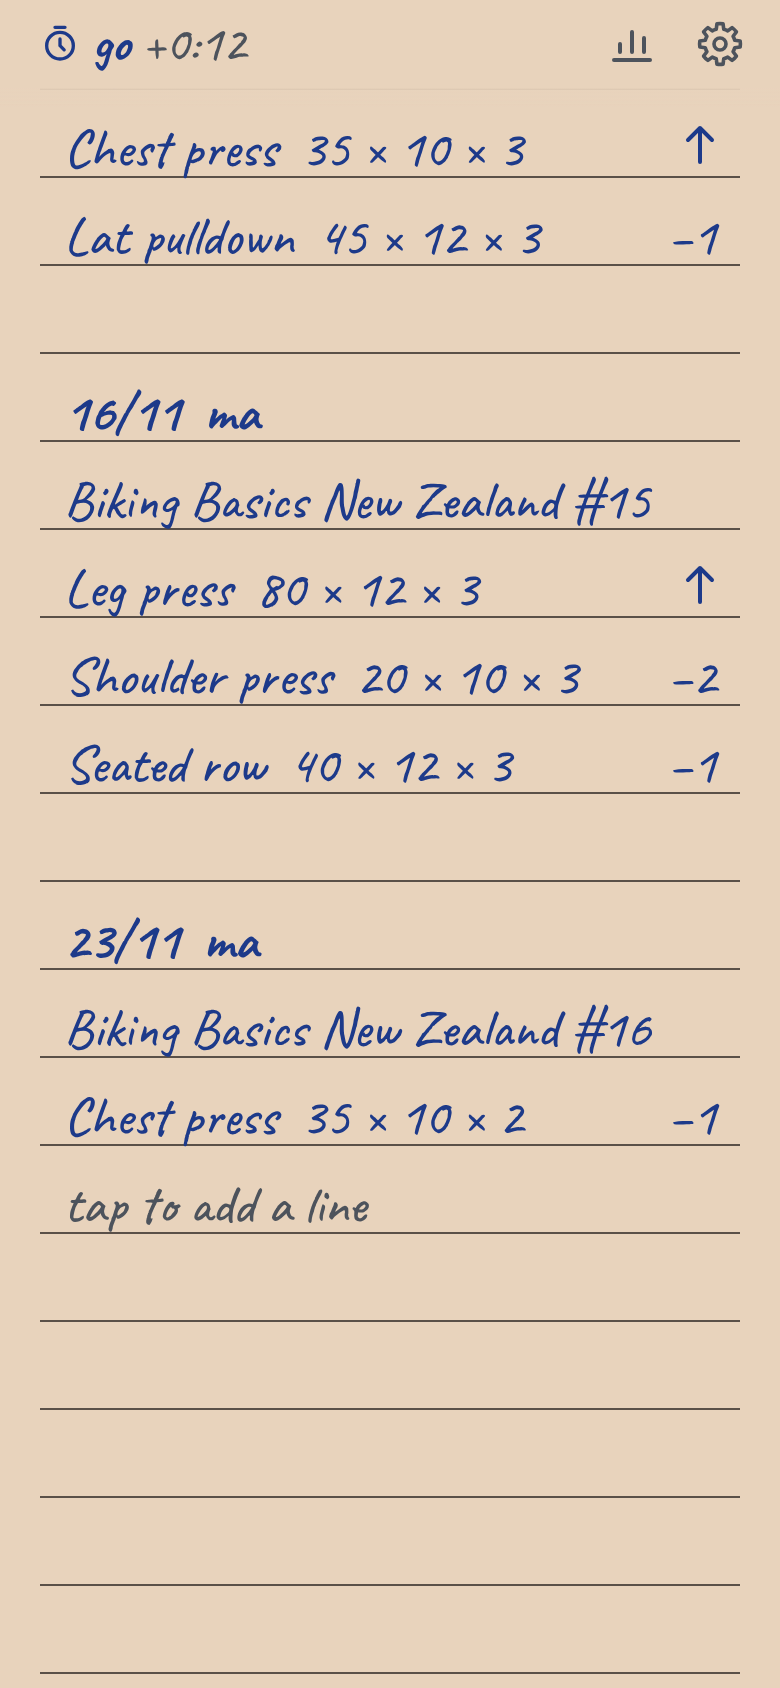 go +0:12
Chest press 35 × 10 × 3 ↑
Lat pulldown 45 × 12 × 3 −1
16/11 ma
Biking Basics New Zealand #15
Leg press 80 × 12 × 3 ↑
Shoulder press 20 × 10 × 3 −2
Seated row 40 × 12 × 3 −1
23/11 ma
Biking Basics New Zealand #16
Chest press 35 × 10 × 2 −1
tap to add a line